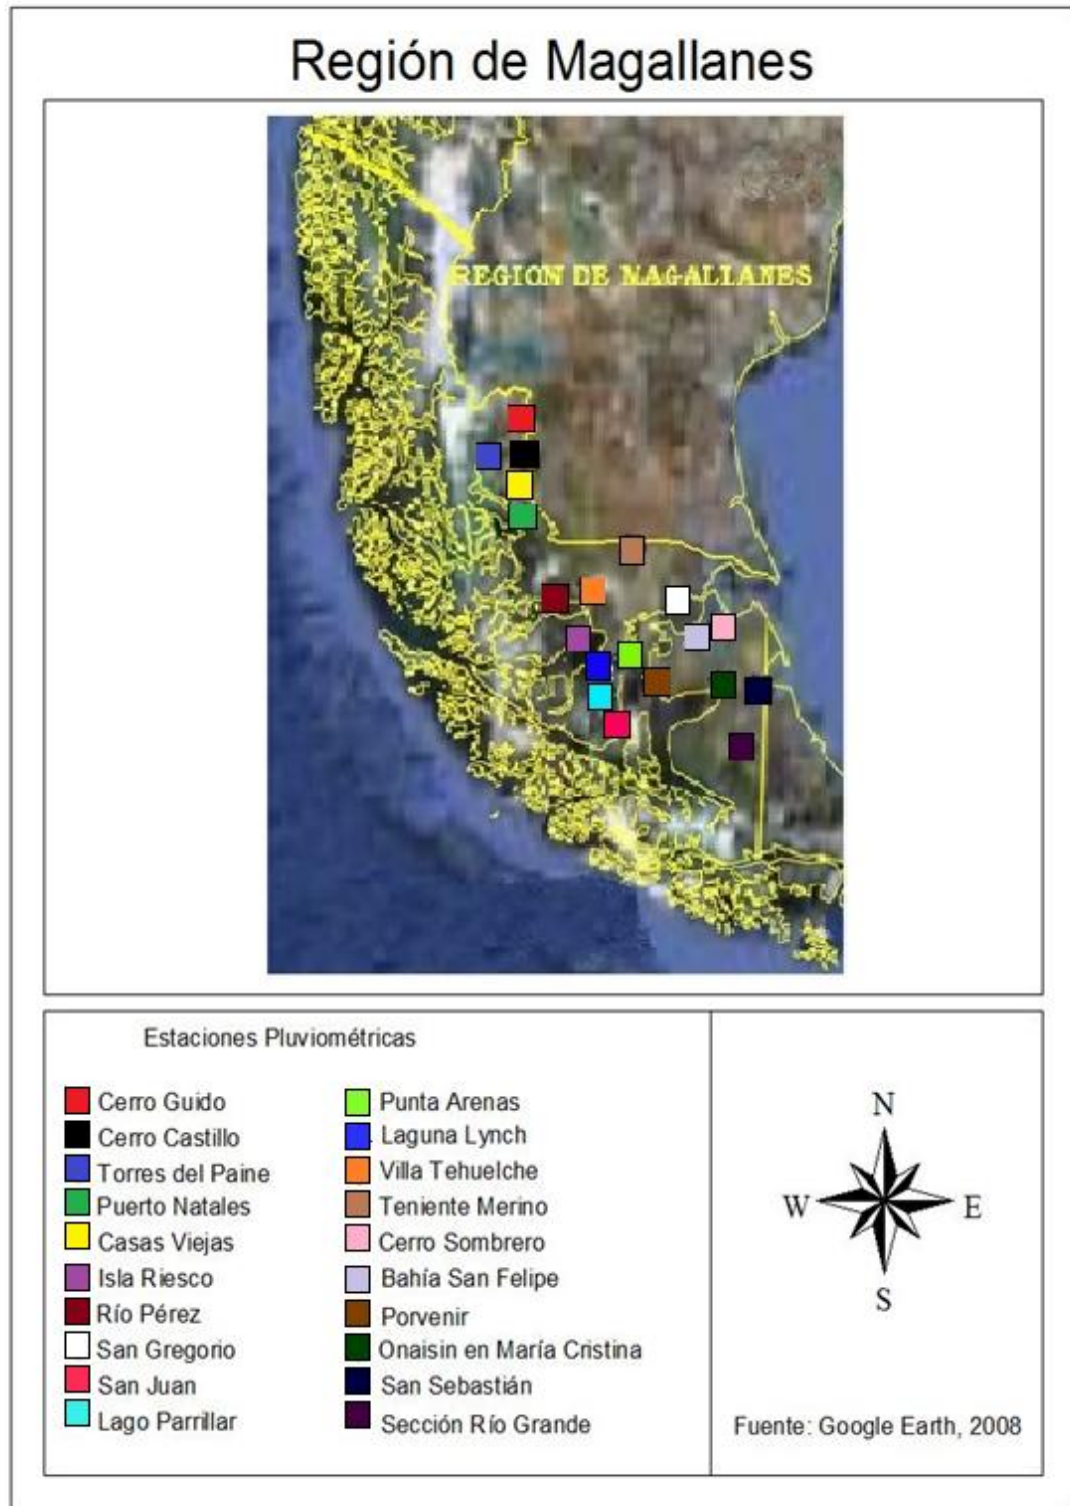 Región de Magallanes
REGION DE MAGALLANES
Estaciones Pluviométricas
Cerro Guido
Cerro Castillo
Torres del Paine
Puerto Natales
Casas Viejas
Isla Riesco
Río Pérez
San Gregorio
San Juan
Lago Parrillar
Punta Arenas
Laguna Lynch
Villa Tehuelche
Teniente Merino
Cerro Sombrero
Bahía San Felipe
Porvenir
Onaisin en María Cristina
San Sebastián
Sección Río Grande
N
W E
S
Fuente: Google Earth, 2008